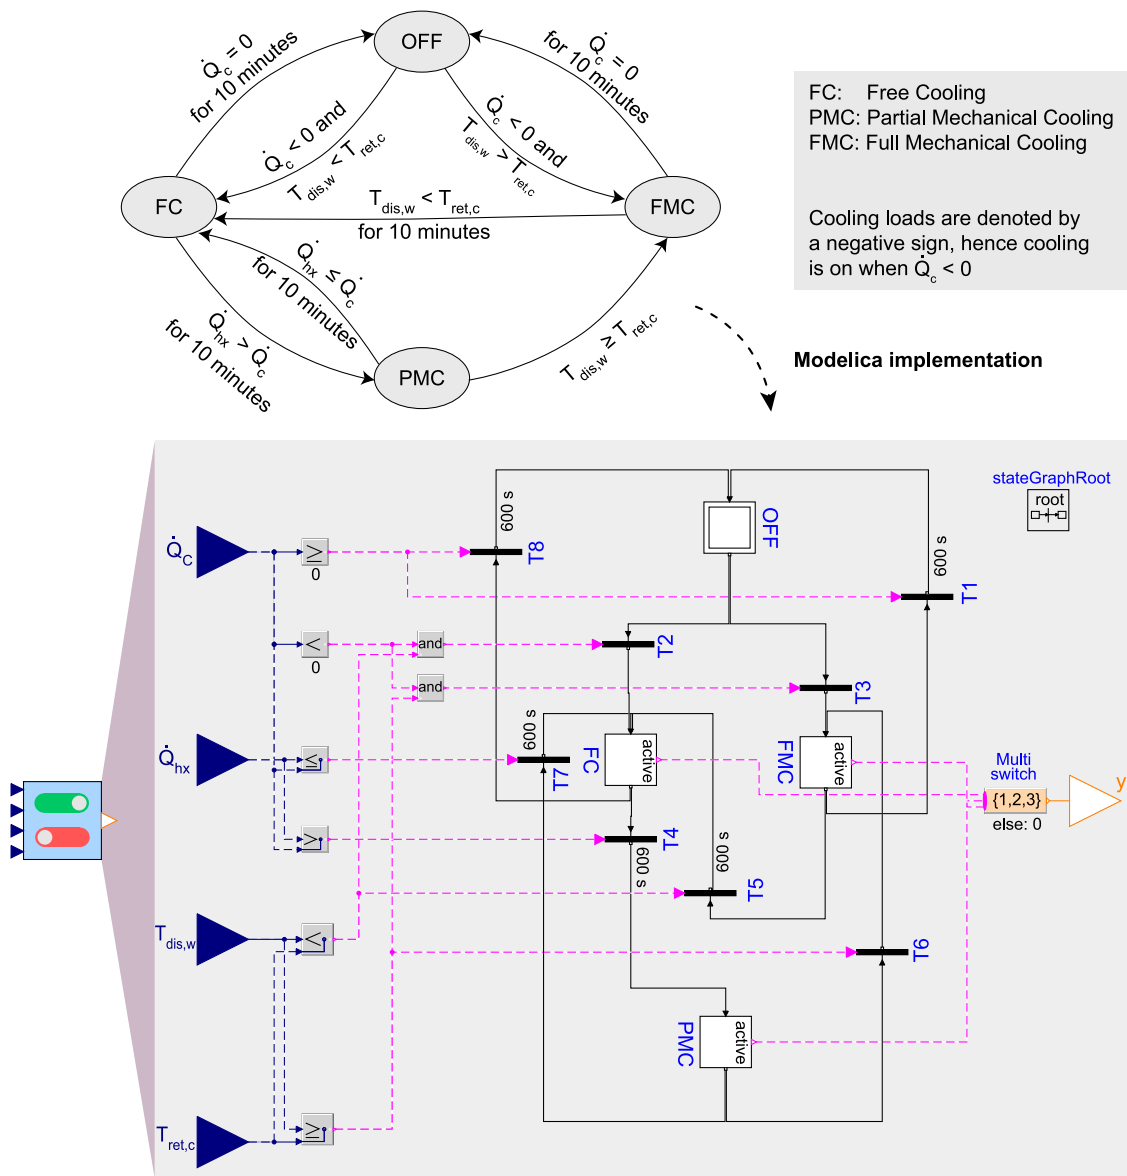 OFF
Q̇c = 0
for 10 minutes
Q̇c = 0
for 10 minutes
Q̇c < 0 and
Tdis,w < Tret,c
Q̇c < 0 and
Tdis,w > Tret,c
FC
Tdis,w < Tret,c
for 10 minutes
FMC
Q̇hx ≤ Q̇c
for 10 minutes
Q̇hx > Q̇c
for 10 minutes
Tdis,w ≥ Tret,c
PMC
FC: Free Cooling
PMC: Partial Mechanical Cooling
FMC: Full Mechanical Cooling
Cooling loads are denoted by
a negative sign, hence cooling
is on when Q̇c < 0
Modelica implementation
stateGraphRoot
root
600 s
OFF
600 s
Q̇C
≥
0
T8
T1
<
0
and
T2
and
T3
600 s
Q̇hx
≤
T7
FC
active
FMC
active
Multi
switch
{1,2,3}
else: 0
y
>
T4
600 s
600 s
T5
Tdis,w
<
T6
PMC
active
Tret,c
≥